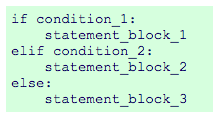 if condition_1:
    statement_block_1
elif condition_2:
    statement_block_2
else:
    statement_block_3